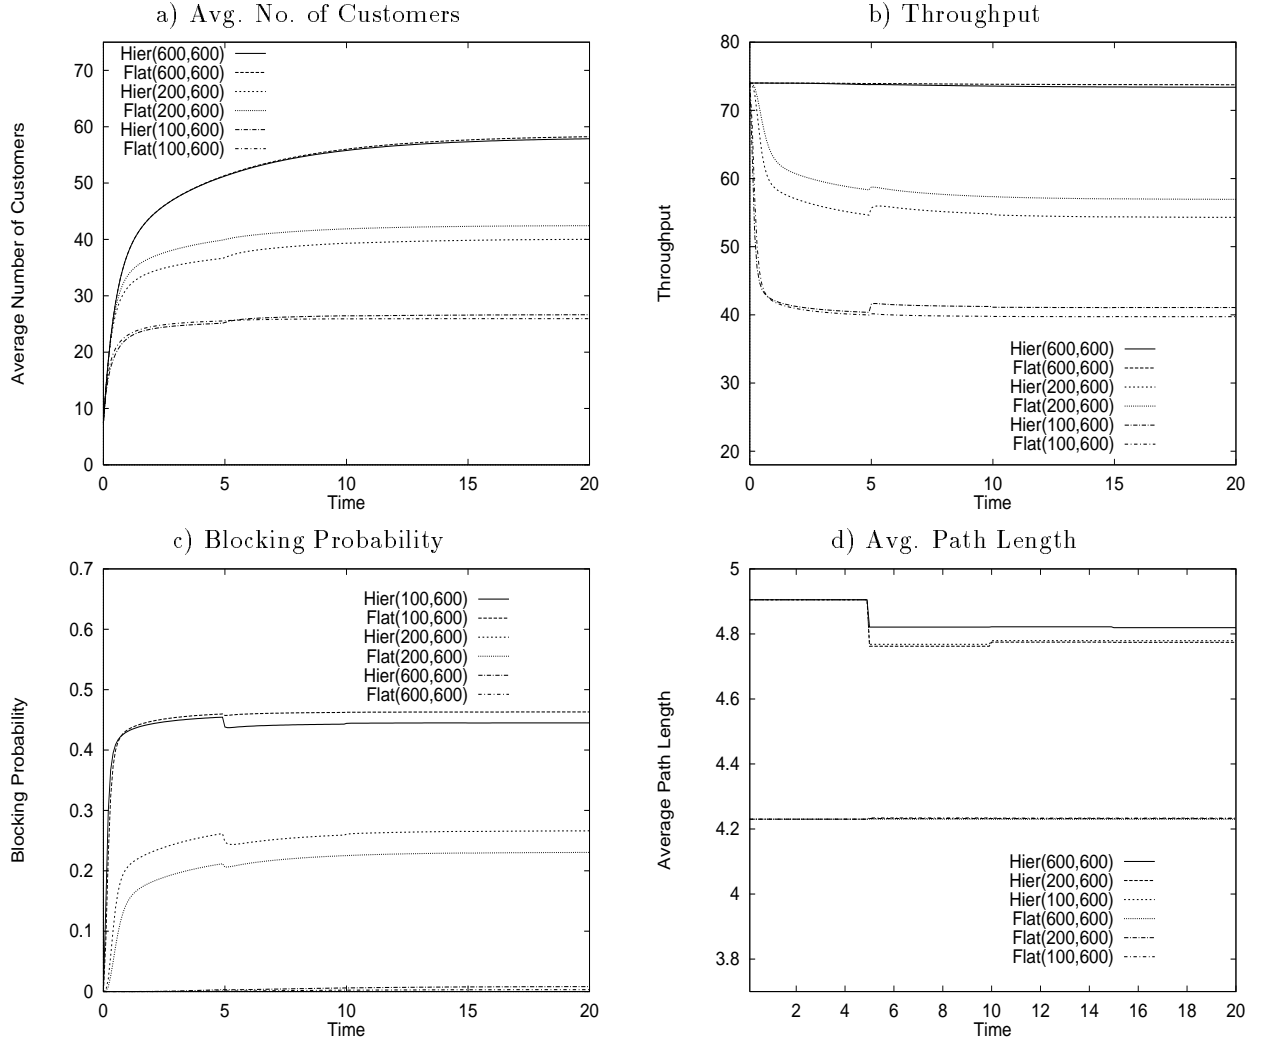 a) Avg. No. of Customers
Average Number of Customers
70
60
50
40
30
20
10
0
Hier(600,600)
Flat(600,600)
Hier(200,600)
Flat(200,600)
Hier(100,600)
Flat(100,600)
0 5 10 15 20
Time
b) Throughput
Throughput
80
70
60
50
40
30
20
Hier(600,600)
Flat(600,600)
Hier(200,600)
Flat(200,600)
Hier(100,600)
Flat(100,600)
0 5 10 15 20
Time
c) Blocking Probability
Blocking Probability
0.7
0.6
0.5
0.4
0.3
0.2
0.1
0
Hier(100,600)
Flat(100,600)
Hier(200,600)
Flat(200,600)
Hier(600,600)
Flat(600,600)
0 5 10 15 20
Time
d) Avg. Path Length
Average Path Length
5
4.8
4.6
4.4
4.2
4
3.8
Hier(600,600)
Hier(200,600)
Hier(100,600)
Flat(600,600)
Flat(200,600)
Flat(100,600)
2 4 6 8 10 12 14 16 18 20
Time